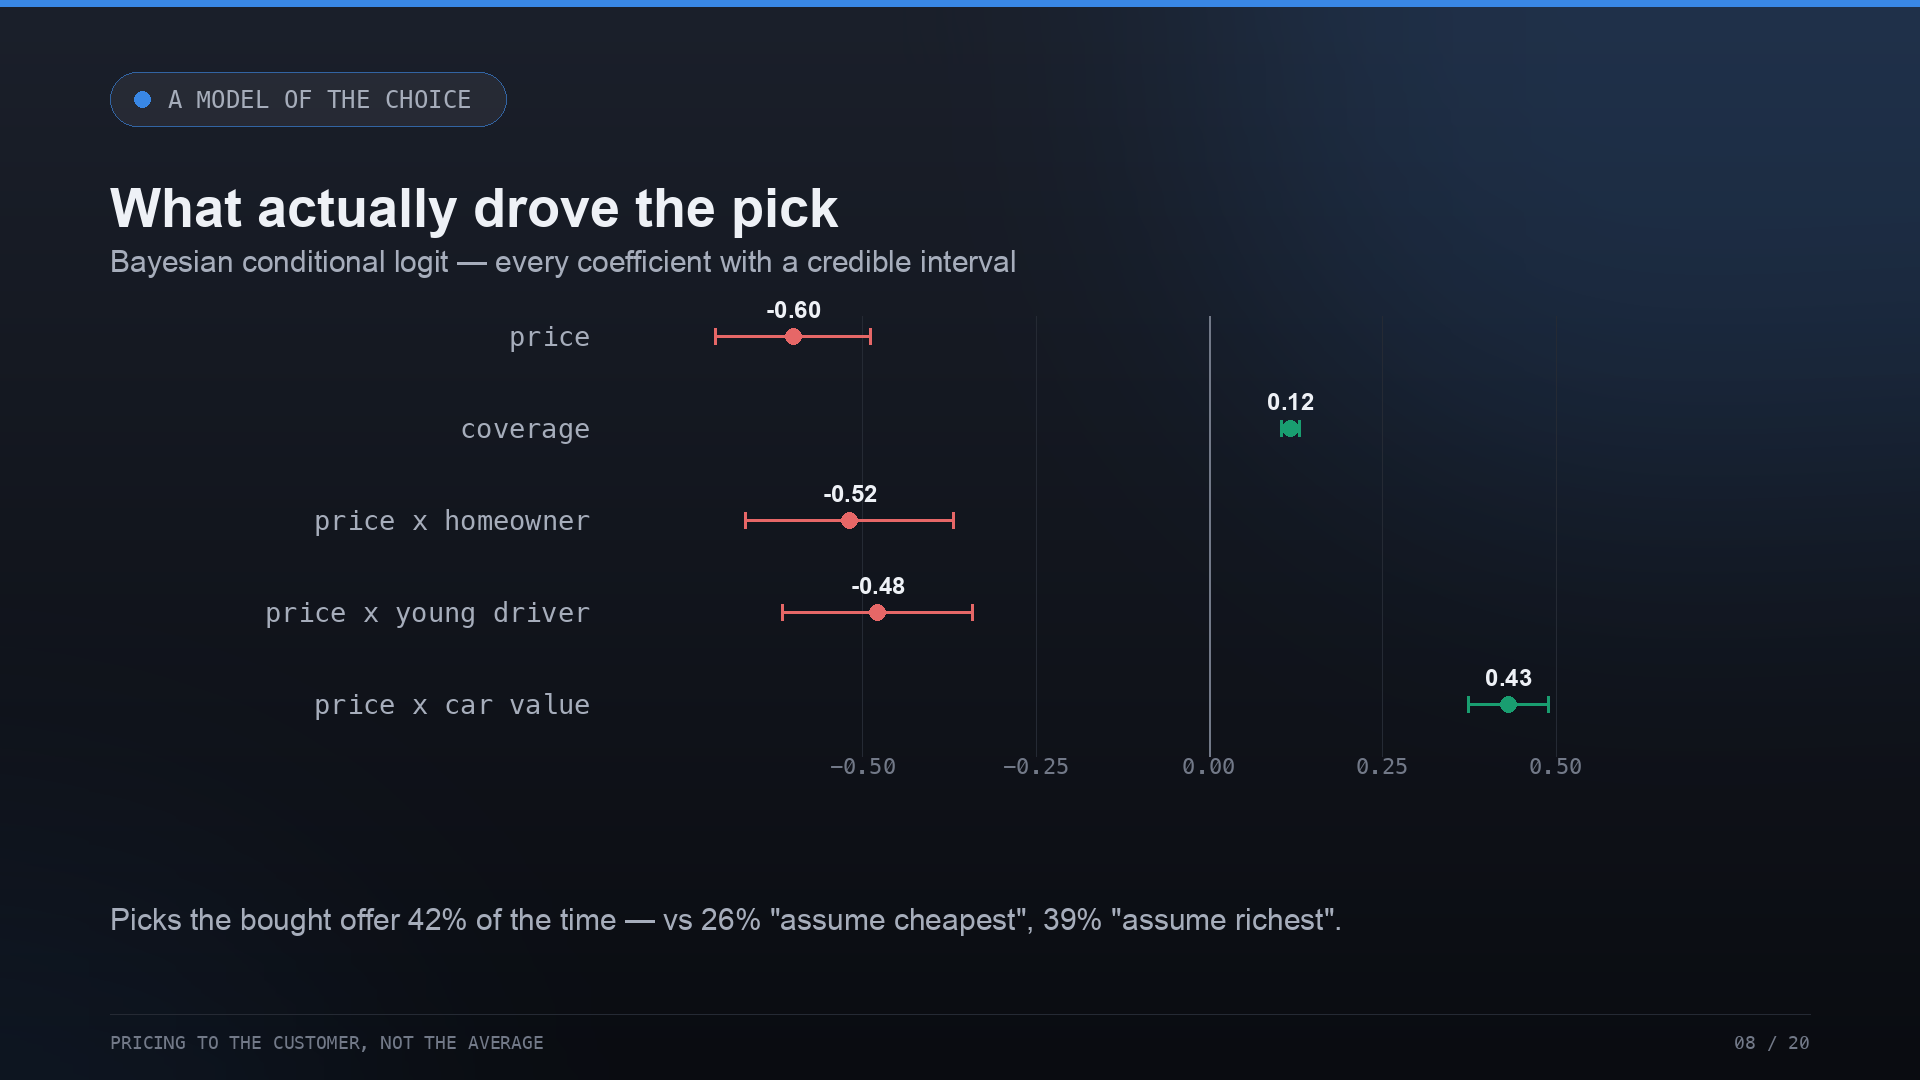 A MODEL OF THE CHOICE
What actually drove the pick
Bayesian conditional logit — every coefficient with a credible interval
-0.60
price
0.12
coverage
-0.52
price x homeowner
-0.48
price x young driver
0.43
price x car value
−0.50 −0.25 0.00 0.25 0.50
Picks the bought offer 42% of the time — vs 26% "assume cheapest", 39% "assume richest".
PRICING TO THE CUSTOMER, NOT THE AVERAGE 08 / 20